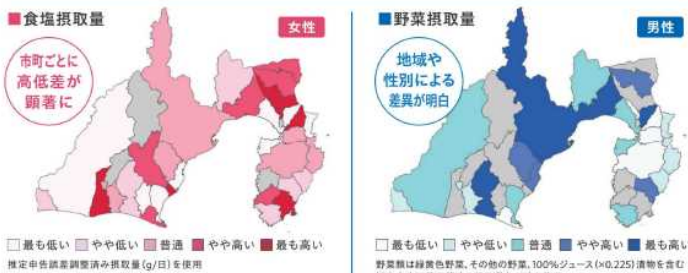 ■食塩摂取量
女性
市町ごとに
高低差が
顕著に
最も低い やや低い 普通 やや高い 最も高い
推定申告誤差調整済み摂取量(g/日)を使用
■野菜摂取量
男性
地域や
性別による
差異が明白
最も低い やや低い 普通 やや高い 最も高
野菜類は緑黄色野菜、その他の野菜、100%ジュース(×0.225)漬物を含む